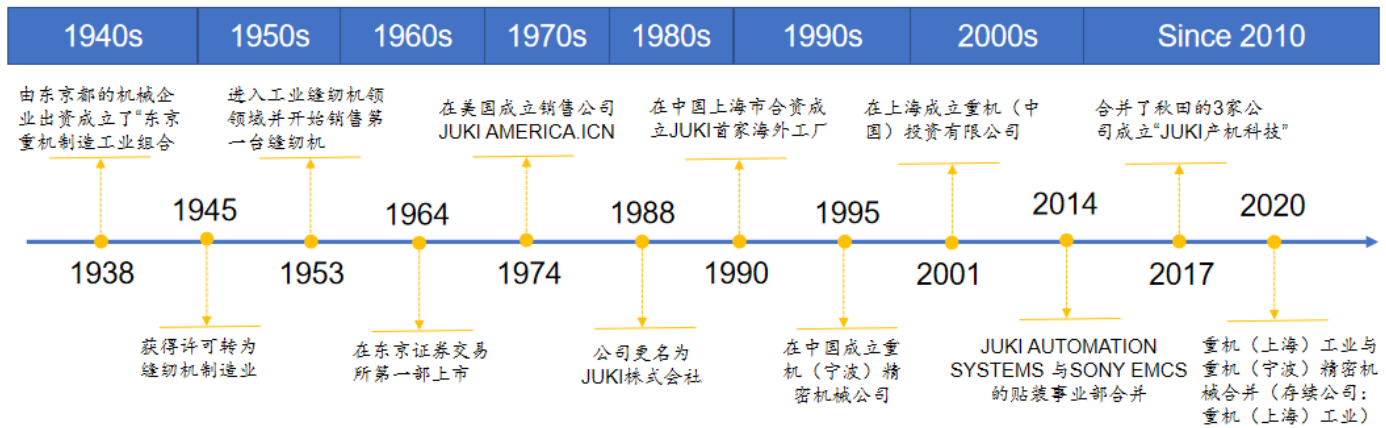 1940s 1950s 1960s 1970s 1980s 1990s 2000s Since 2010
由东京都的机械企
业出资成立了“东京
重机制造工业组合
进入工业缝纫机领
领域并开始销售第
一台缝纫机
在美国成立销售公司
JUKI AMERICA.ICN
在中国上海市合资成
立JUKI首家海外工厂
在上海成立重机（中
国）投资有限公司
合并了秋田的3家公
司成立“JUKI产机科技”
1945 1964 1988 1995 2014 2020
1938 1953 1974 1990 2001 2017
获得许可转为
缝纫机制造业
在东京证券交易
所第一部上市
公司更名为
JUKI株式会社
在中国成立重
机（宁波）精
密机械公司
JUKI AUTOMATION
SYSTEMS 与SONY EMCS
的贴装事业部合并
重机（上海）工业与
重机（宁波）精密机
械合并（存续公司：
重机（上海）工业）